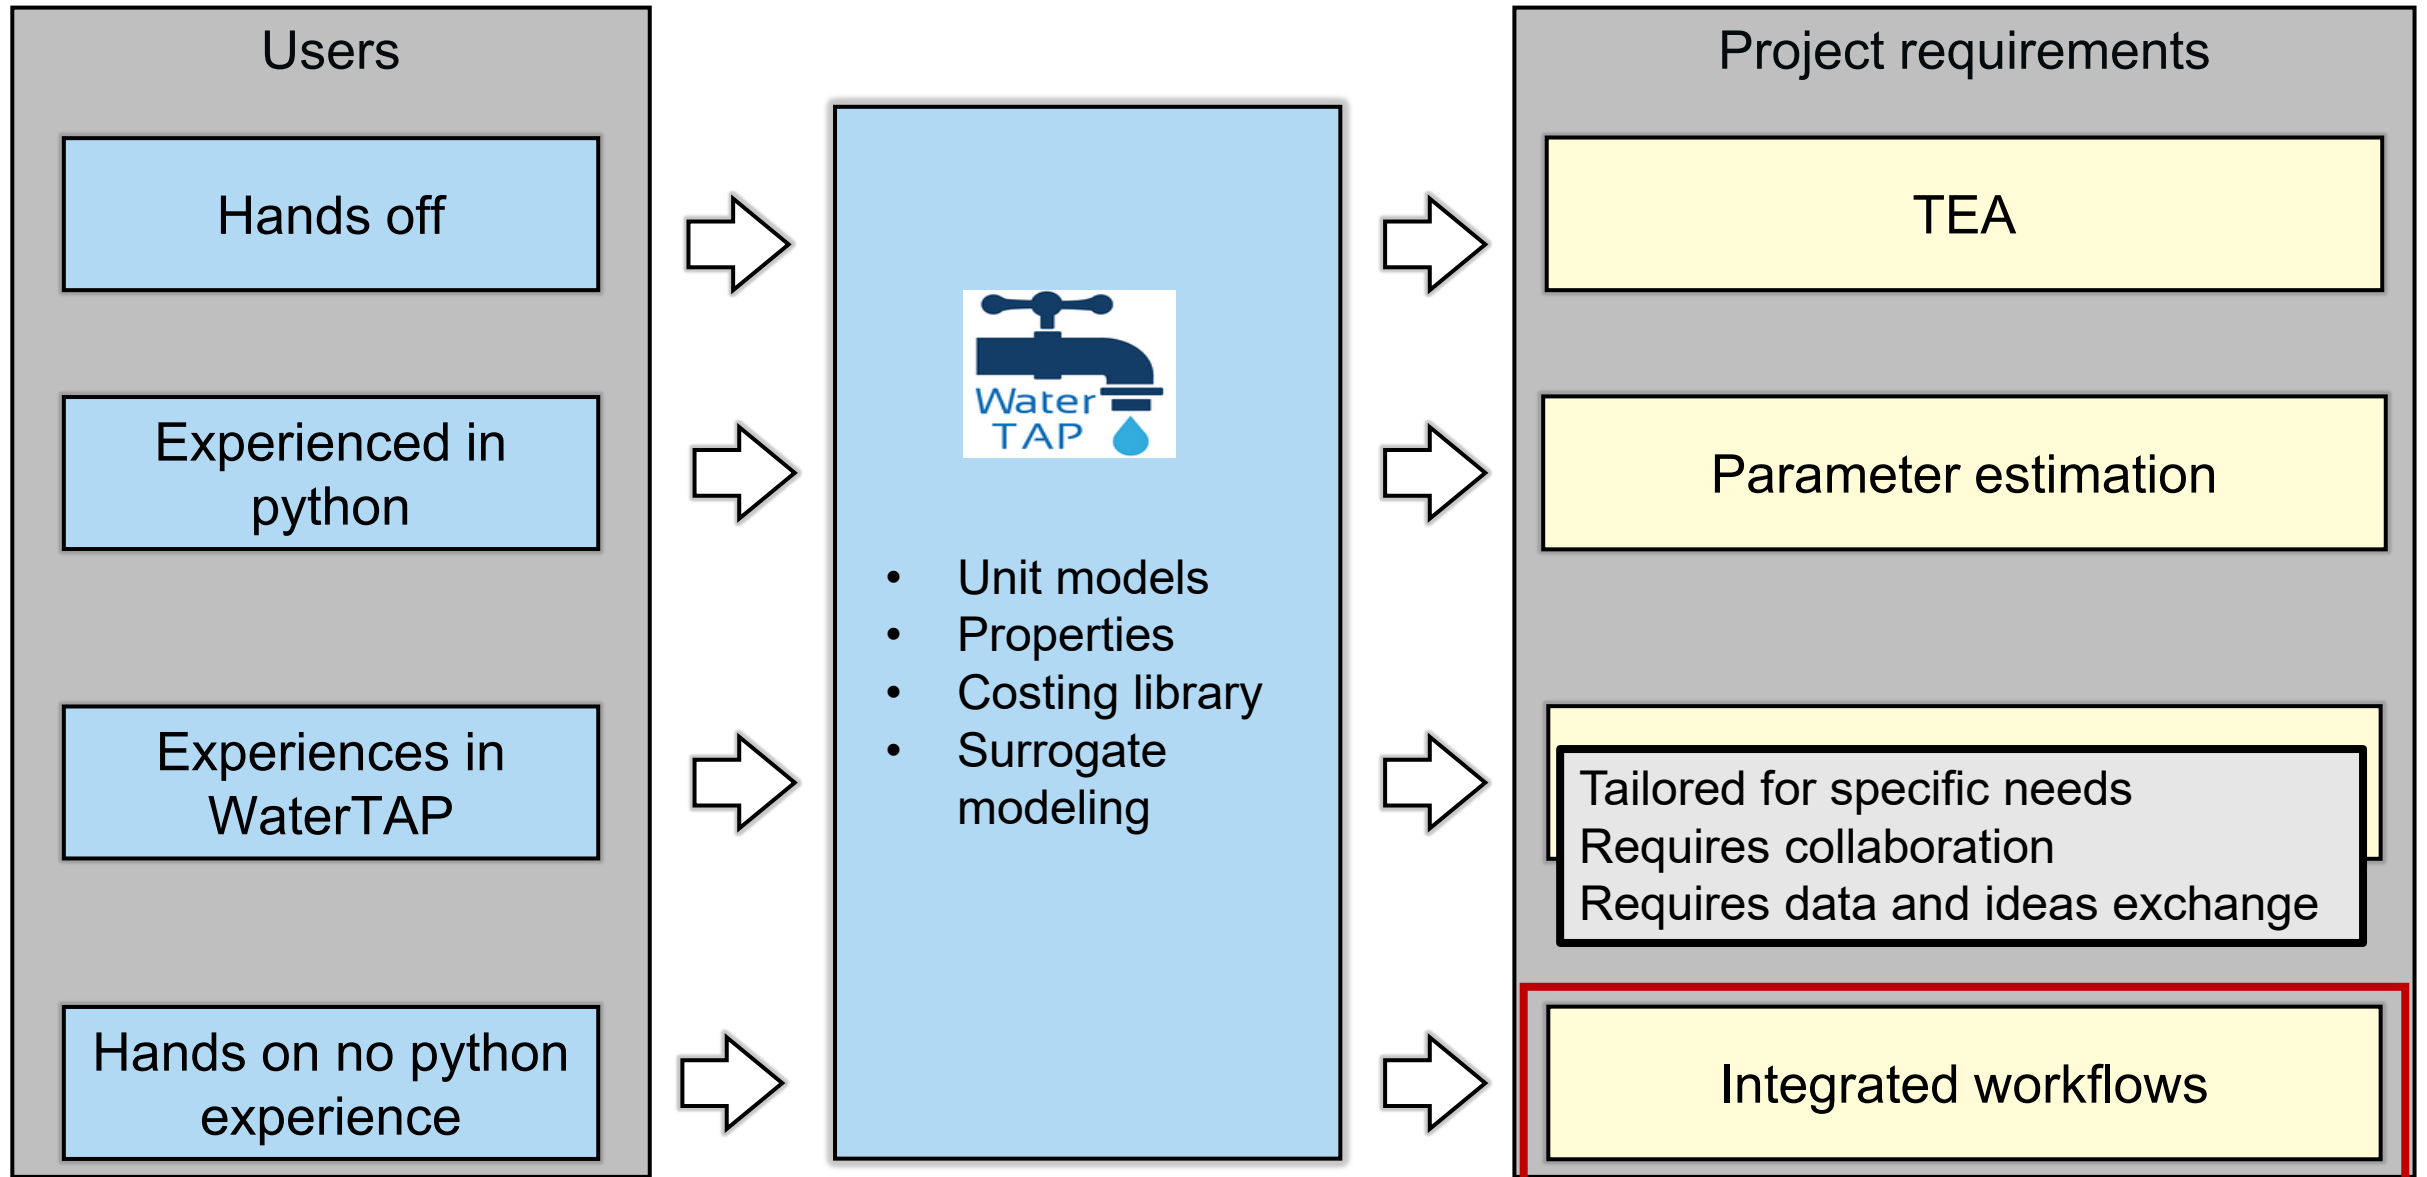 Users
Hands off
Experienced in
python
Experiences in
WaterTAP
Hands on no python
experience
Water
TAP
• Unit models
• Properties
• Costing library
• Surrogate
modeling
Project requirements
TEA
Parameter estimation
Tailored for specific needs
Requires collaboration
Requires data and ideas exchange
Integrated workflows